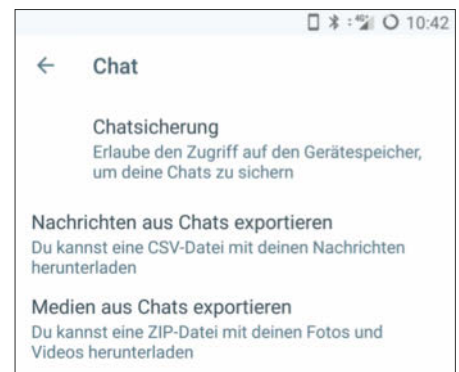 10:42
Chat
Chatsicherung
Erlaube den Zugriff auf den Gerätespeicher,
um deine Chats zu sichern
Nachrichten aus Chats exportieren
Du kannst eine CSV-Datei mit deinen Nachrichten
herunterladen
Medien aus Chats exportieren
Du kannst eine ZIP-Datei mit deinen Fotos und
Videos herunterladen